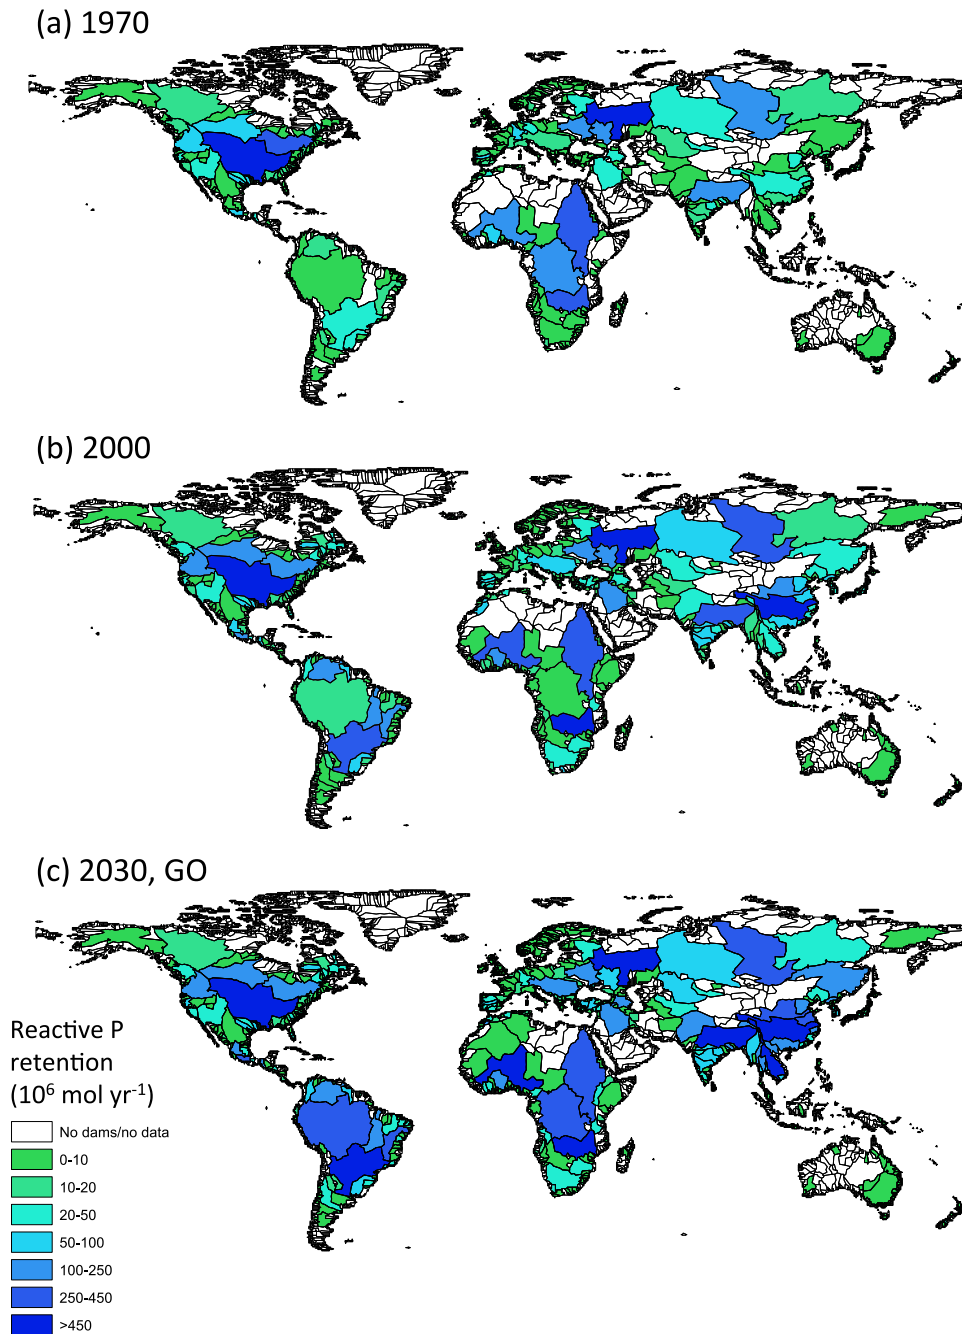 (a) 1970
(b) 2000
(c) 2030, GO
Reactive P
retention
(10⁶ mol yr⁻¹)
No dams/no data
0-10
10-20
20-50
50-100
100-250
250-450
>450